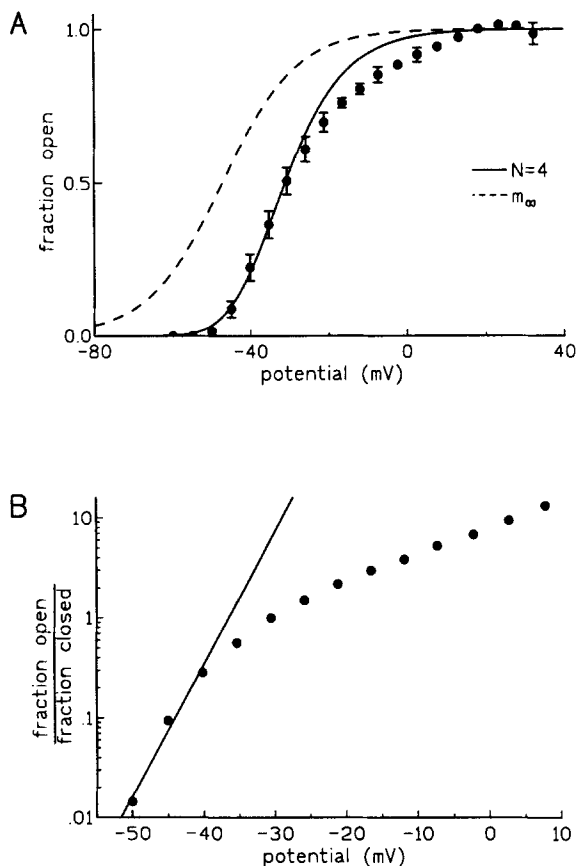 A
fraction open
1.0
0.5
0.0
N=4
m∞
-80
-40
0
40
potential (mV)
B
fraction open
fraction closed
10
1
.1
.01
-50
-40
-30
-20
-10
0
10
potential (mV)